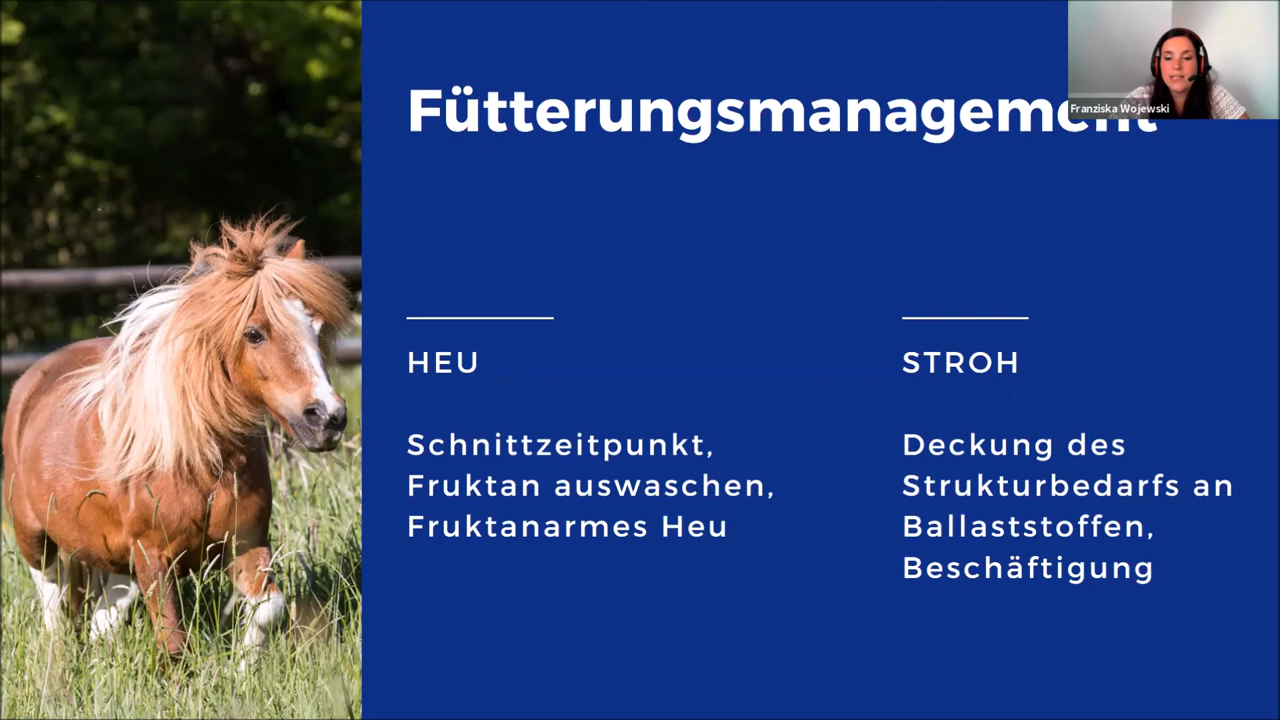 Fütterungsmanagement
Franziska Wojewski
HEU
Schnittzeitpunkt,
Fruktan auswaschen,
Fruktanarmes Heu
STROH
Deckung des
Strukturbedarfs an
Ballaststoffen,
Beschäftigung